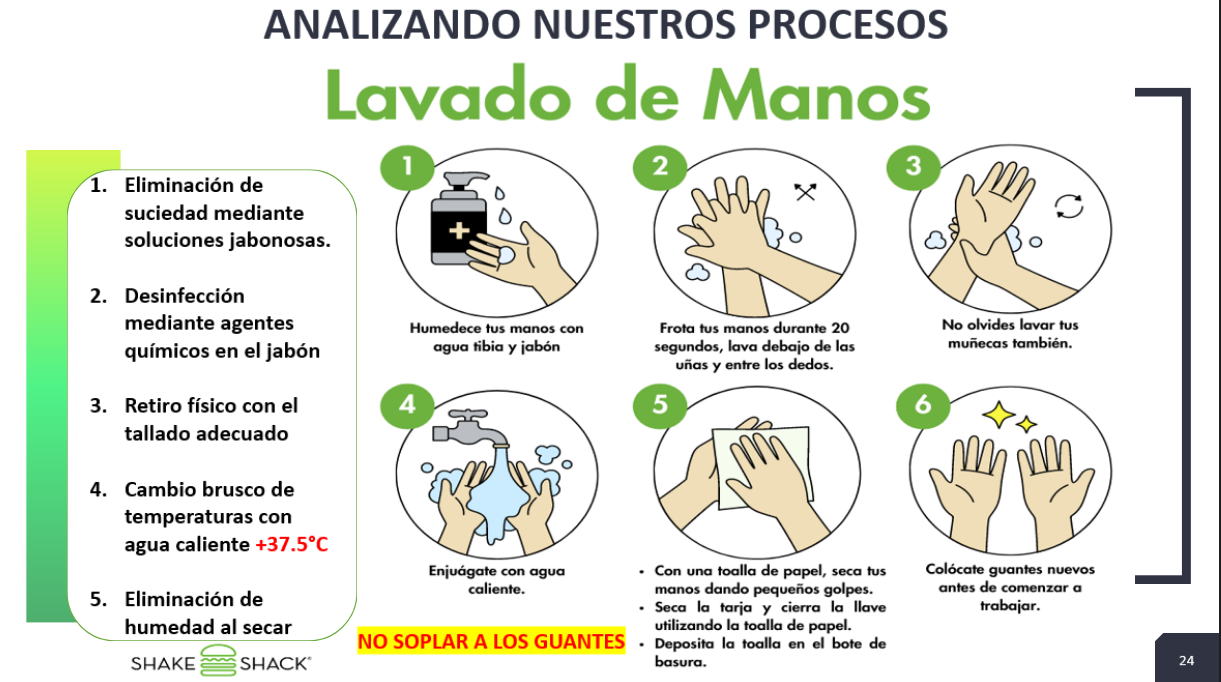 ANALIZANDO NUESTROS PROCESOS
Lavado de Manos
1. Eliminación de
suciedad mediante
soluciones jabonosas.
2. Desinfección
mediante agentes
químicos en el jabón
3. Retiro físico con el
tallado adecuado
4. Cambio brusco de
temperaturas con
agua caliente +37.5°C
5. Eliminación de
humedad al secar
SHAKE SHACK
1
Humedece tus manos con
agua tibia y jabón
2
Frota tus manos durante 20
segundos, lava debajo de las
uñas y entre los dedos.
3
No olvides lavar tus
muñecas también.
4
Enjuágate con agua
caliente.
5
• Con una toalla de papel, seca tus
manos dando pequeños golpes.
• Seca la tarja y cierra la llave
utilizando la toalla de papel.
• Deposita la toalla en el bote de
basura.
6
Colócate guantes nuevos
antes de comenzar a
trabajar.
NO SOPLAR A LOS GUANTES
24